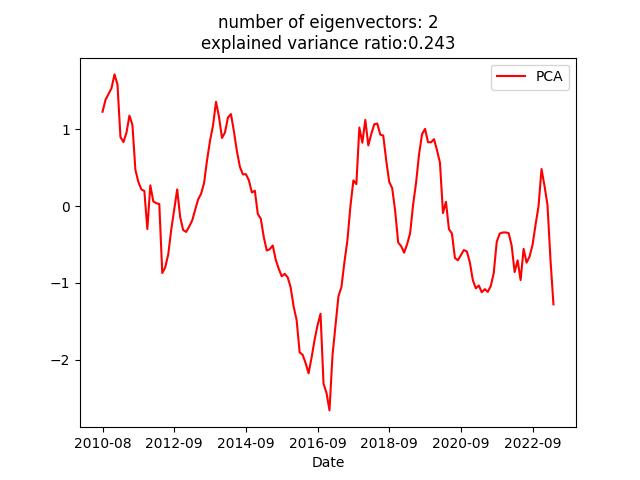 number of eigenvectors: 2
explained variance ratio:0.243
PCA
1
0
−1
−2
2010-08 2012-09 2014-09 2016-09 2018-09 2020-09 2022-09
Date